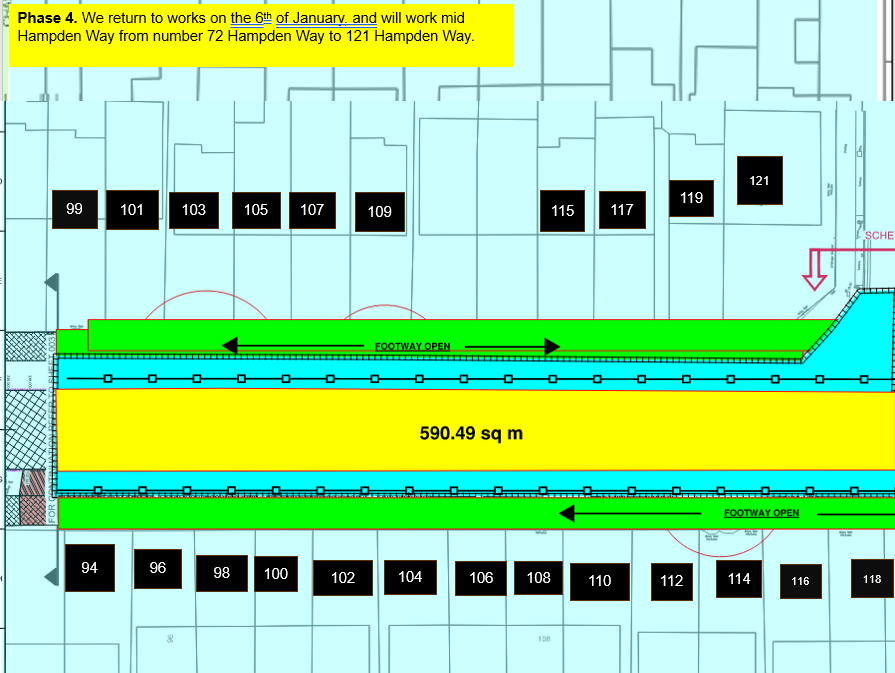 Phase 4. We return to works on the 6th of January, and will work mid
Hampden Way from number 72 Hampden Way to 121 Hampden Way.
99 101 103 105 107 109 115 117 119 121
SCHE
FOOTWAY OPEN
590.49 sq m
FOOTWAY OPEN
94 96 98 100 102 104 106 108 110 112 114 116 118
96 108